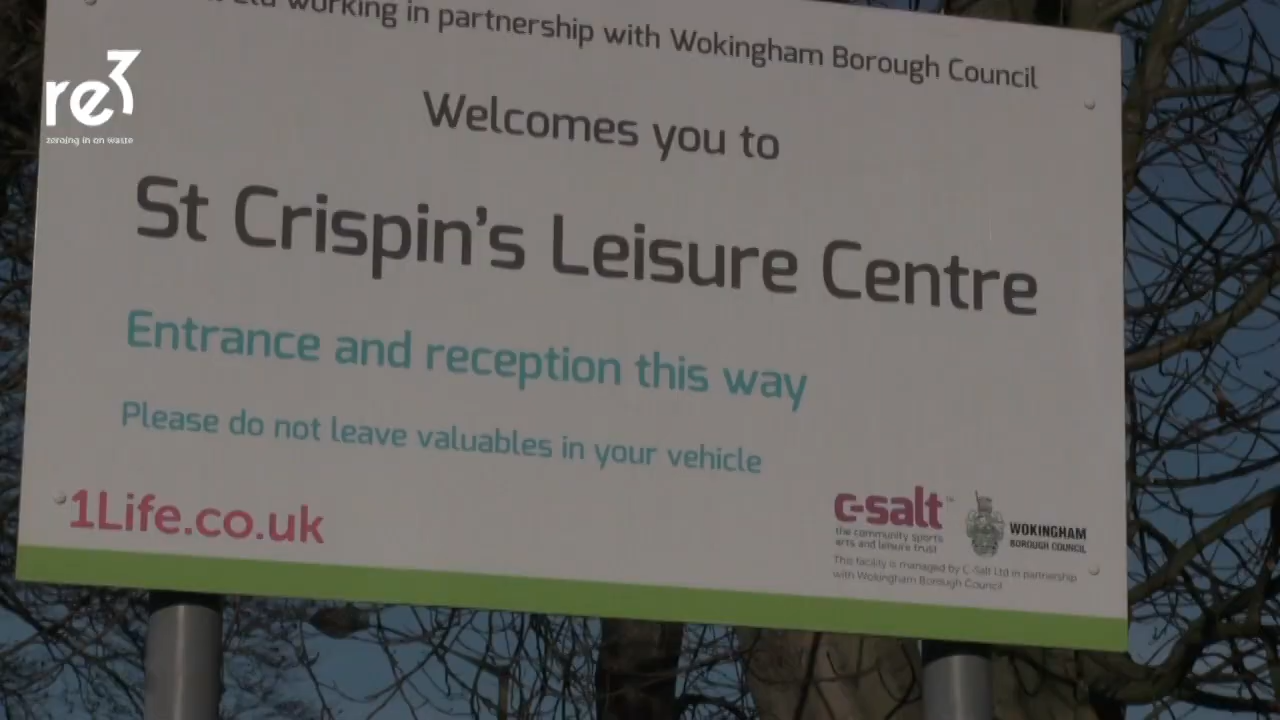 working in partnership with Wokingham Borough Council
re3
zeroing in on waste
Welcomes you to
St Crispin's Leisure Centre
Entrance and reception this way
Please do not leave valuables in your vehicle
1Life.co.uk
c-salt™
the community sports
arts and leisure trust
WOKINGHAM
BOROUGH COUNCIL
This facility is managed by C-Salt Ltd in partnership
with Wokingham Borough Council